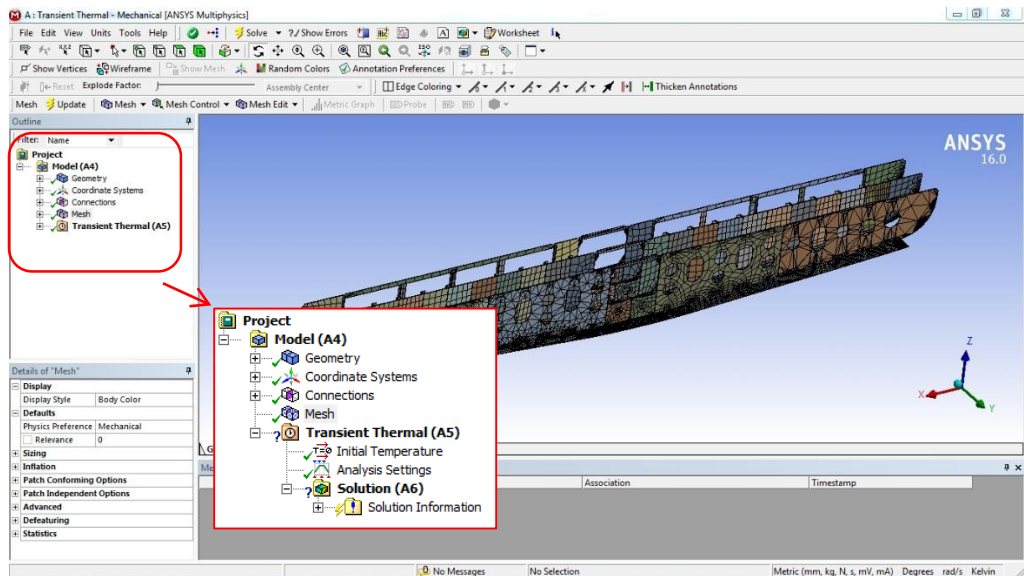 A : Transient Thermal - Mechanical [ANSYS Multiphysics]
File Edit View Units Tools Help Solve ?/ Show Errors A Worksheet
Show Vertices Wireframe Show Mesh Random Colors Annotation Preferences
Reset Explode Factor: Assembly Center Edge Coloring Thicken Annotations
Mesh Update Mesh Mesh Control Mesh Edit Metric Graph Probe
Outline
Filter: Name
Project
Model (A4)
Geometry
Coordinate Systems
Connections
Mesh
Transient Thermal (A5)
ANSYS
16.0
Project
Model (A4)
Geometry
Coordinate Systems
Connections
Mesh
Transient Thermal (A5)
T=0 Initial Temperature
Analysis Settings
Solution (A6)
Solution Information
Z
X
Y
Details of "Mesh"
Display
Display Style Body Color
Defaults
Physics Preference Mechanical
Relevance 0
Sizing
Inflation
Patch Conforming Options
Patch Independent Options
Advanced
Defeaturing
Statistics
Association Timestamp
No Messages No Selection Metric (mm, kg, N, s, mV, mA) Degrees rad/s Kelvin